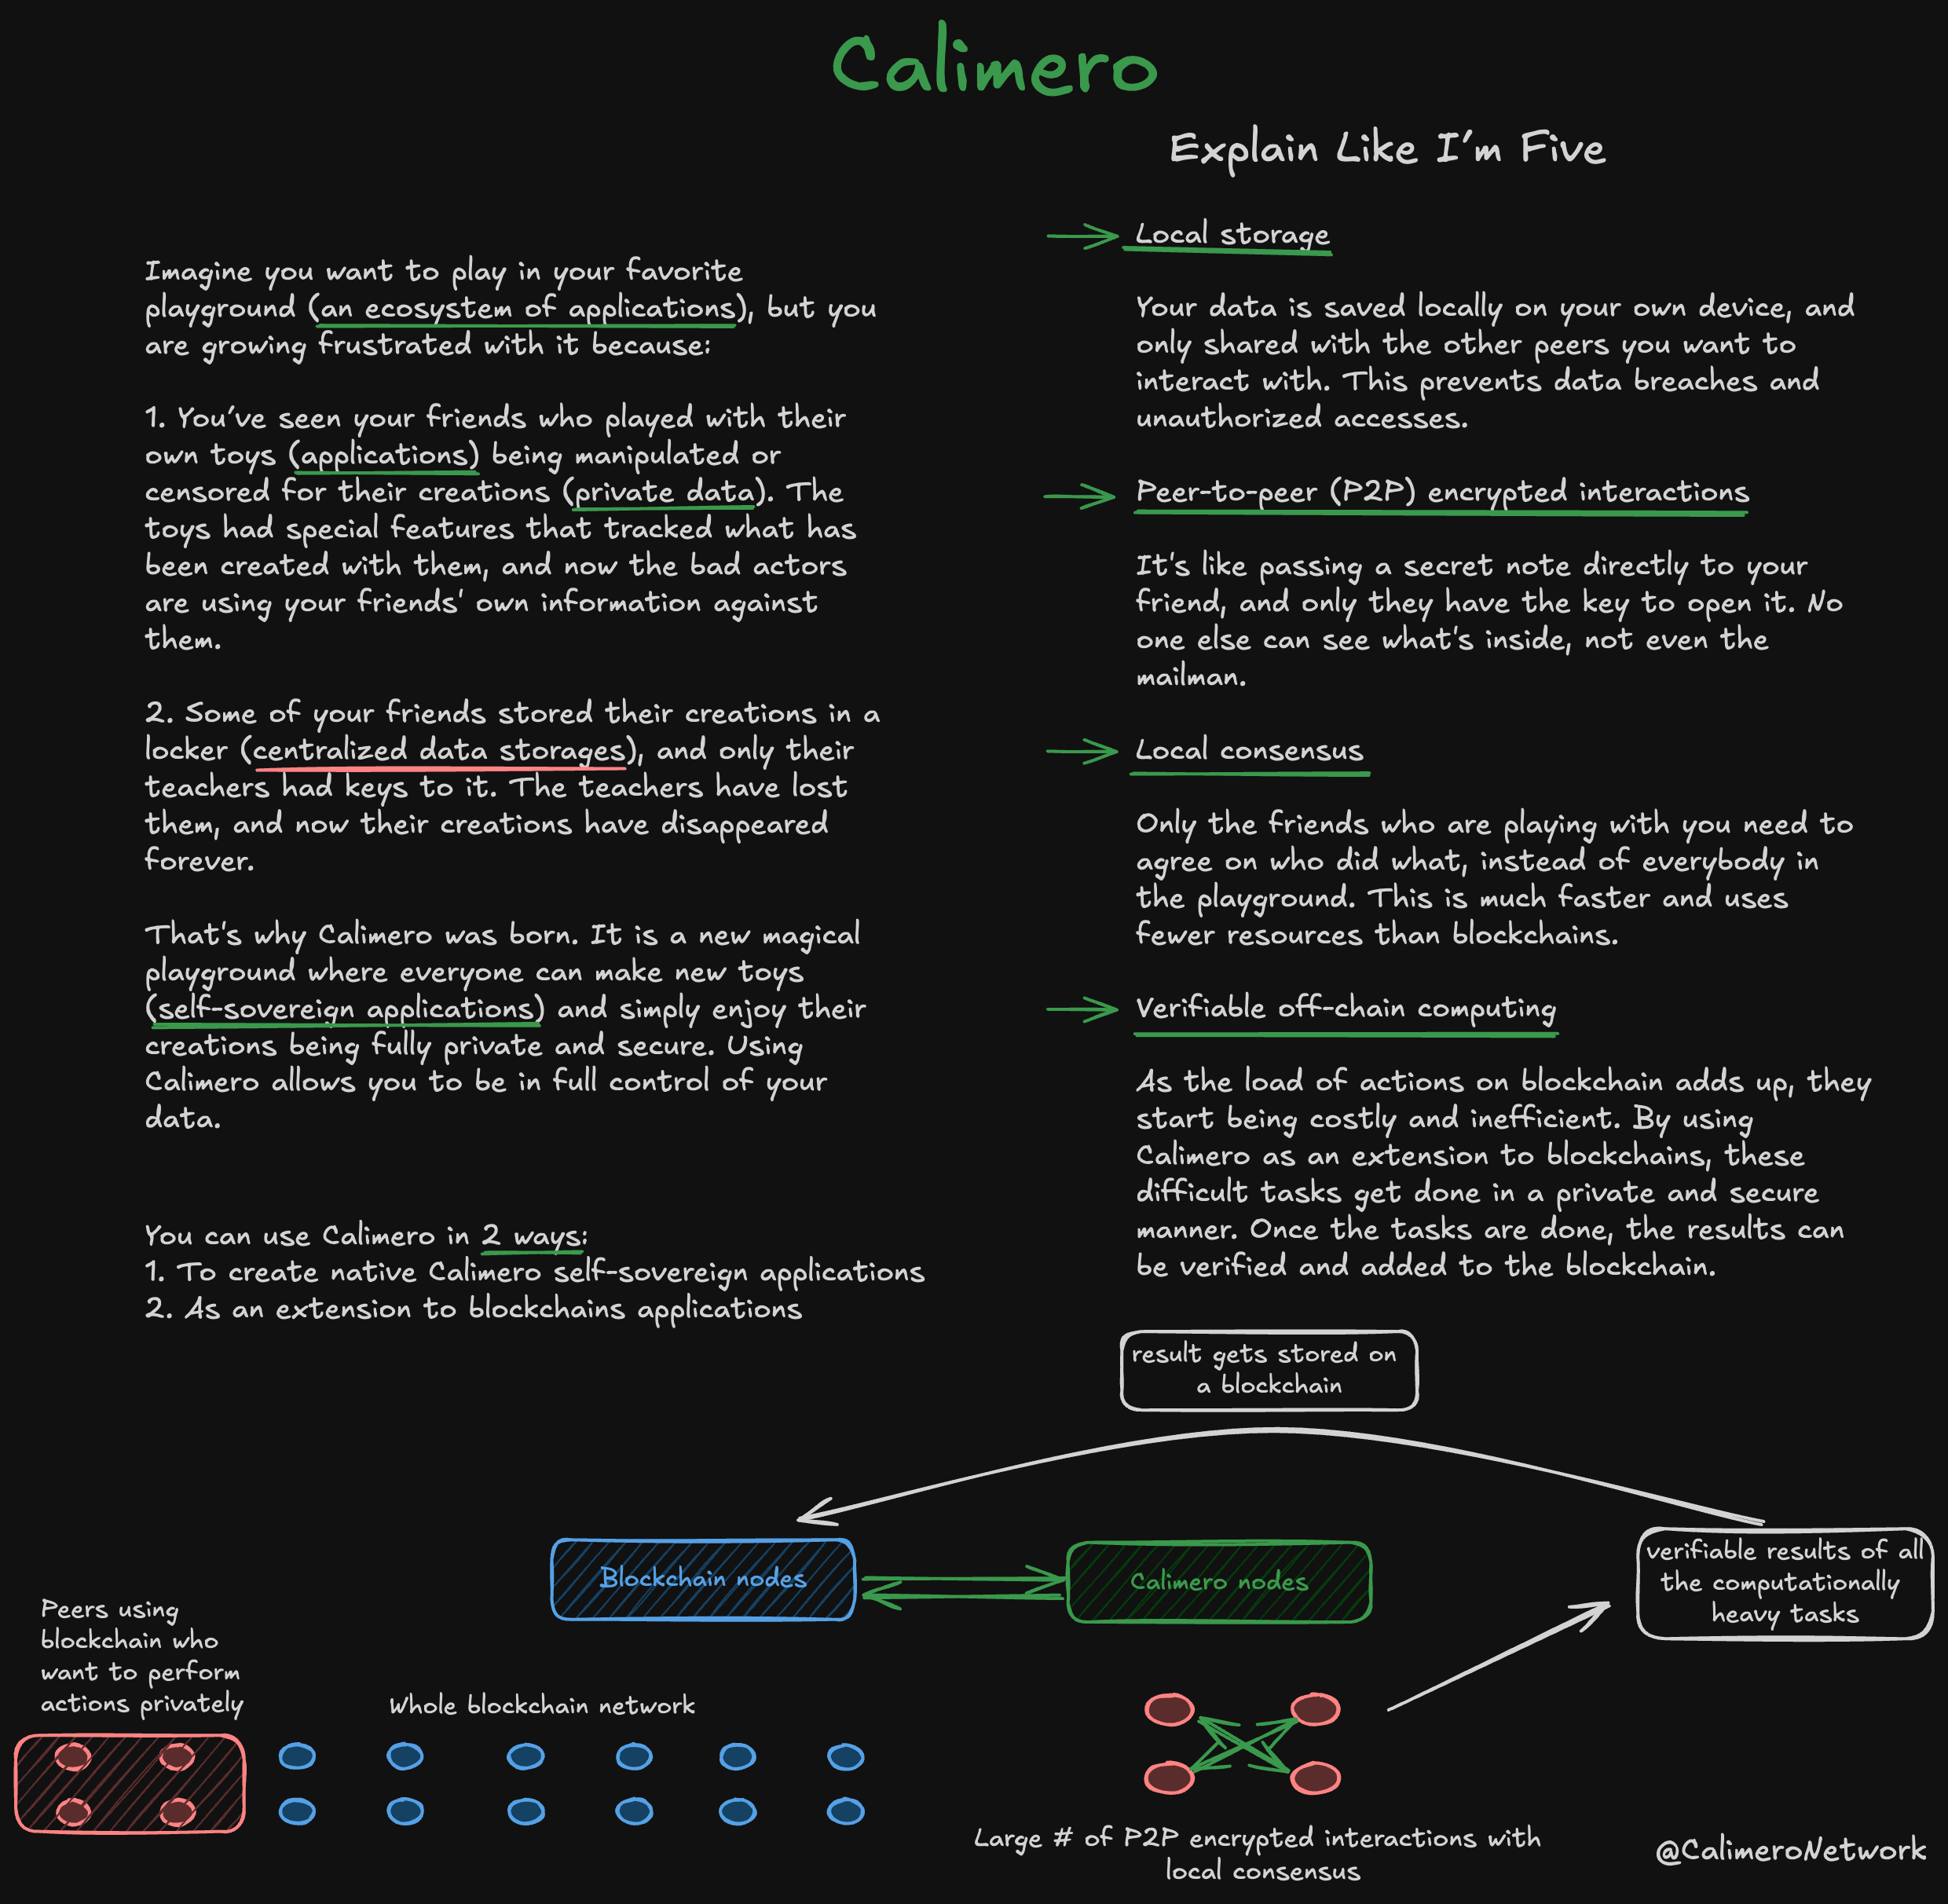 Calimero
Explain Like I'm Five
Imagine you want to play in your favorite
playground (an ecosystem of applications), but you
are growing frustrated with it because:
1. You've seen your friends who played with their
own toys (applications) being manipulated or
censored for their creations (private data). The
toys had special features that tracked what has
been created with them, and now the bad actors
are using your friends' own information against
them.
2. Some of your friends stored their creations in a
locker (centralized data storages), and only their
teachers had keys to it. The teachers have lost
them, and now their creations have disappeared
forever.
That's why Calimero was born. It is a new magical
playground where everyone can make new toys
(self-sovereign applications) and simply enjoy their
creations being fully private and secure. Using
Calimero allows you to be in full control of your
data.
You can use Calimero in 2 ways:
1. To create native Calimero self-sovereign applications
2. As an extension to blockchains applications
Local storage
Your data is saved locally on your own device, and
only shared with the other peers you want to
interact with. This prevents data breaches and
unauthorized accesses.
Peer-to-peer (P2P) encrypted interactions
It's like passing a secret note directly to your
friend, and only they have the key to open it. No
one else can see what's inside, not even the
mailman.
Local consensus
Only the friends who are playing with you need to
agree on who did what, instead of everybody in
the playground. This is much faster and uses
fewer resources than blockchains.
Verifiable off-chain computing
As the load of actions on blockchain adds up, they
start being costly and inefficient. By using
Calimero as an extension to blockchains, these
difficult tasks get done in a private and secure
manner. Once the tasks are done, the results can
be verified and added to the blockchain.
result gets stored on
a blockchain
Blockchain nodes
Calimero nodes
verifiable results of all
the computationally
heavy tasks
Peers using
blockchain who
want to perform
actions privately
Whole blockchain network
Large # of P2P encrypted interactions with
local consensus
@CalimeroNetwork